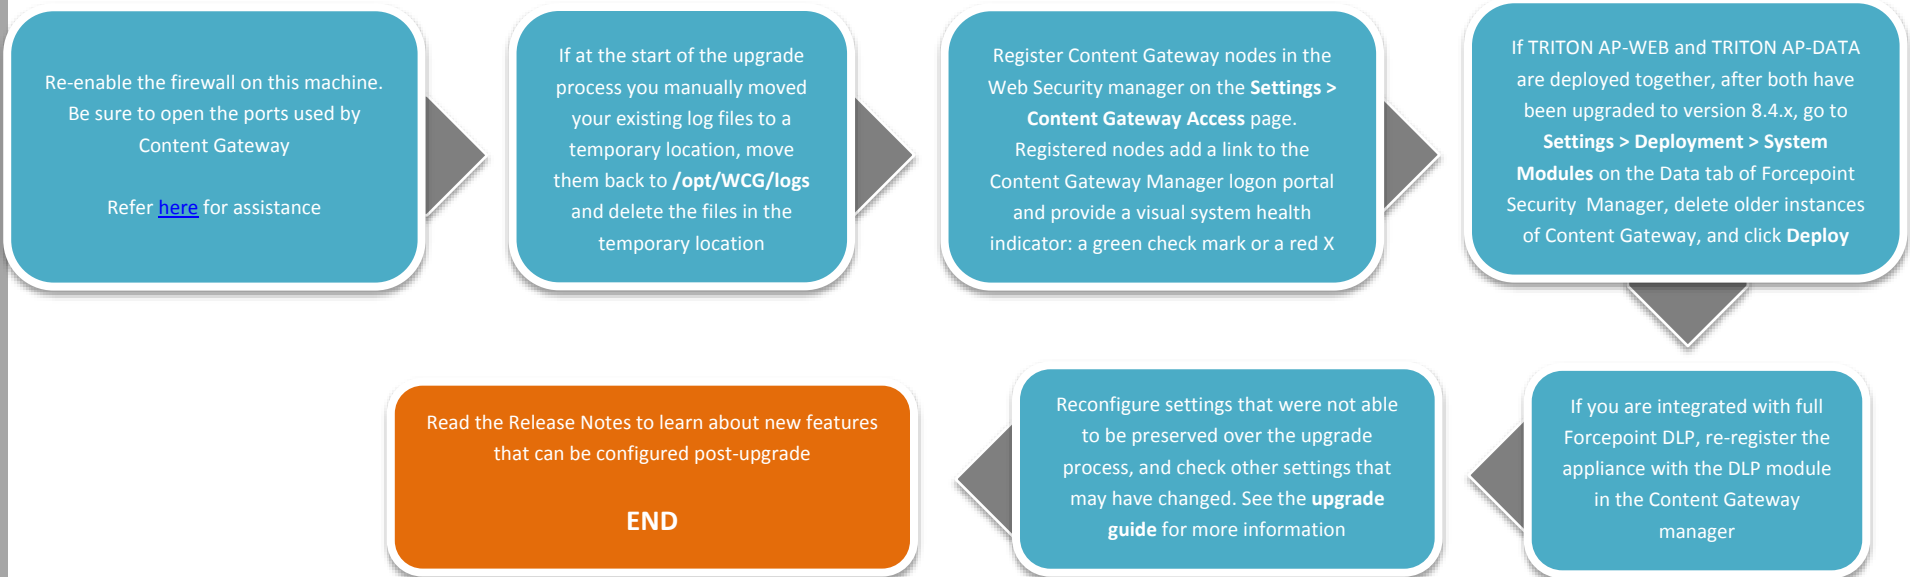 Re-enable the firewall on this machine.
Be sure to open the ports used by
Content Gateway
Refer here for assistance
If at the start of the upgrade
process you manually moved
your existing log files to a
temporary location, move
them back to /opt/WCG/logs
and delete the files in the
temporary location
Register Content Gateway nodes in the
Web Security manager on the Settings >
Content Gateway Access page.
Registered nodes add a link to the
Content Gateway Manager logon portal
and provide a visual system health
indicator: a green check mark or a red X
If TRITON AP-WEB and TRITON AP-DATA
are deployed together, after both have
been upgraded to version 8.4.x, go to
Settings > Deployment > System
Modules on the Data tab of Forcepoint
Security Manager, delete older instances
of Content Gateway, and click Deploy
If you are integrated with full
Forcepoint DLP, re-register the
appliance with the DLP module
in the Content Gateway
manager
Reconfigure settings that were not able
to be preserved over the upgrade
process, and check other settings that
may have changed. See the upgrade
guide for more information
Read the Release Notes to learn about new features
that can be configured post-upgrade
END